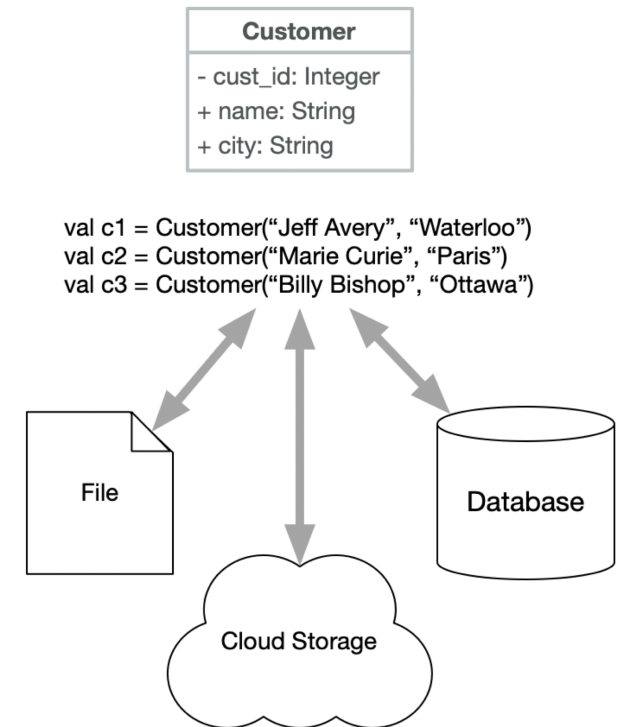 Customer
- cust_id: Integer
+ name: String
+ city: String
val c1 = Customer(“Jeff Avery”, “Waterloo”)
val c2 = Customer(“Marie Curie”, “Paris”)
val c3 = Customer(“Billy Bishop”, “Ottawa”)
File
Database
Cloud Storage